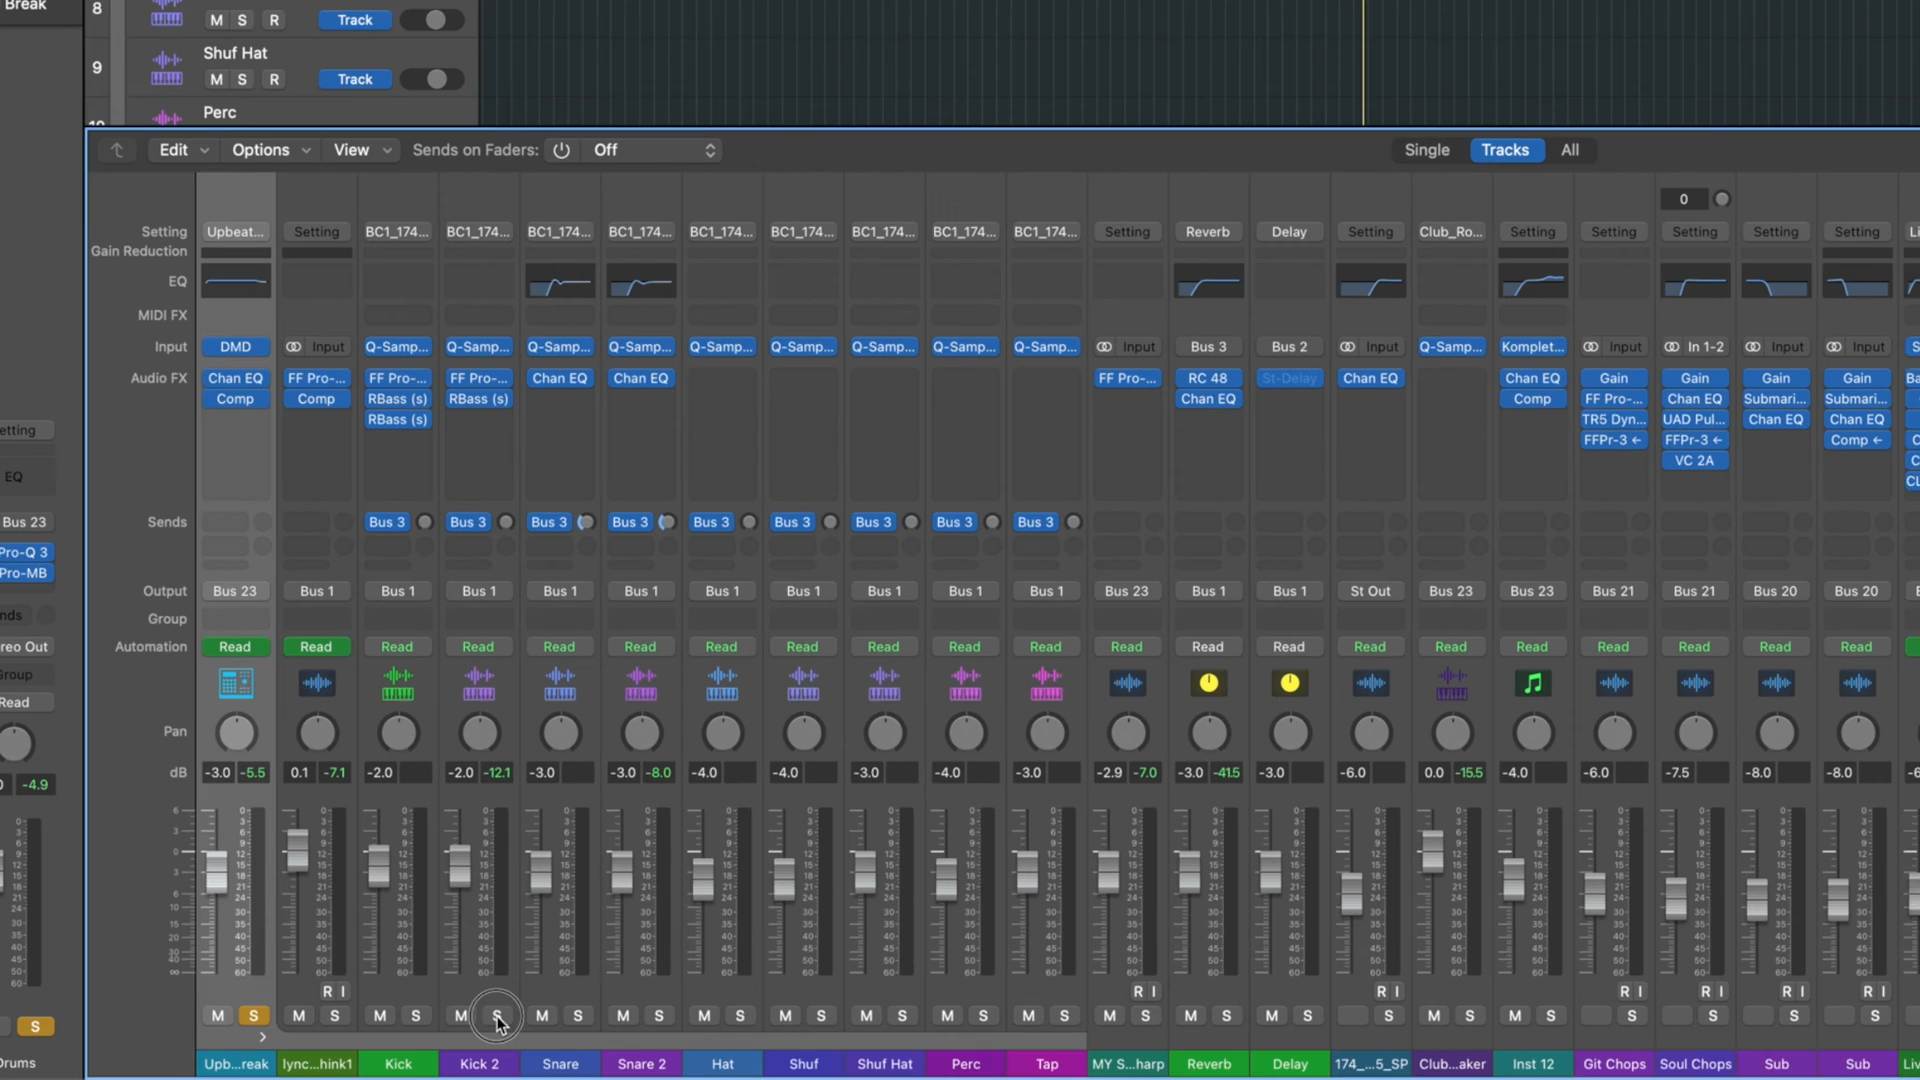 Break
8
M S R Track
Shuf Hat
9
M S R Track
Perc
Edit Options View Sends on Faders: Off Single Tracks All
0
Setting Upbeat... Setting BC1_174... BC1_174... BC1_174... BC1_174... BC1_174... BC1_174... BC1_174... BC1_174... BC1_174... Setting Reverb Delay Setting Club_Ro... Setting Setting Setting Setting Setting
Gain Reduction
EQ
MIDI FX
Input DMD Input Q-Samp... Q-Samp... Q-Samp... Q-Samp... Q-Samp... Q-Samp... Q-Samp... Q-Samp... Q-Samp... Input Bus 3 Bus 2 Input Q-Samp... Komplet... Input In 1-2 Input Input
Audio FX Chan EQ FF Pro-... FF Pro-... FF Pro-... Chan EQ Chan EQ FF Pro-... RC 48 St-Delay Chan EQ Chan EQ Gain Gain Gain Gain
Comp Comp RBass (s) RBass (s) Chan EQ Comp FF Pro-... Chan EQ Submari... Submari...
RBass (s) TR5 Dyn... UAD Pul... Chan EQ Chan EQ
etting FFPr-3 ← FFPr-3 ← Comp ←
VC 2A
EQ
Bus 23 Sends Bus 3 Bus 3 Bus 3 Bus 3 Bus 3 Bus 3 Bus 3 Bus 3 Bus 3
Pro-Q 3
Pro-MB
Output Bus 23 Bus 1 Bus 1 Bus 1 Bus 1 Bus 1 Bus 1 Bus 1 Bus 1 Bus 1 Bus 1 Bus 23 Bus 1 Bus 1 St Out Bus 23 Bus 23 Bus 21 Bus 21 Bus 20 Bus 20
nds
Group
reo Out Automation Read Read Read Read Read Read Read Read Read Read Read Read Read Read Read Read Read Read Read Read Read
Group
Read
Pan
dB -3.0 -5.5 0.1 -7.1 -2.0 -2.0 -12.1 -3.0 -3.0 -8.0 -4.0 -4.0 -3.0 -4.0 -3.0 -2.9 -7.0 -3.0 -41.5 -3.0 -6.0 0.0 -15.5 -4.0 -6.0 -7.5 -8.0 -8.0
0 -4.9
R I R I R I R I R I R I R I
M S M S M S M S M S M S M S M S M S M S M S M S M S M S S M S M S S S S S
S
Drums Upb...reak lync...hink1 Kick Kick 2 Snare Snare 2 Hat Shuf Shuf Hat Perc Tap MY S...harp Reverb Delay 174_...5_SP Club...aker Inst 12 Git Chops Soul Chops Sub Sub